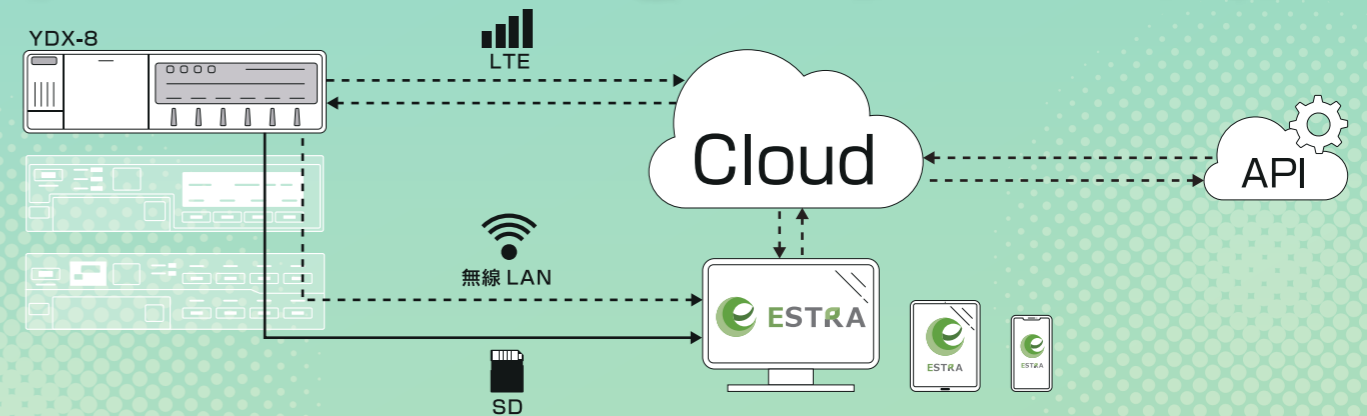 YDX-8
LTE
Cloud
API
無線 LAN
ESTRA
ESTRA
ESTRA
SD